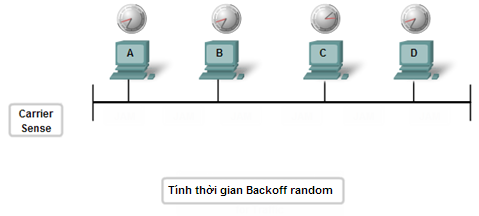 A
B
C
D
Carrier
Sense
Tính thời gian Backoff random